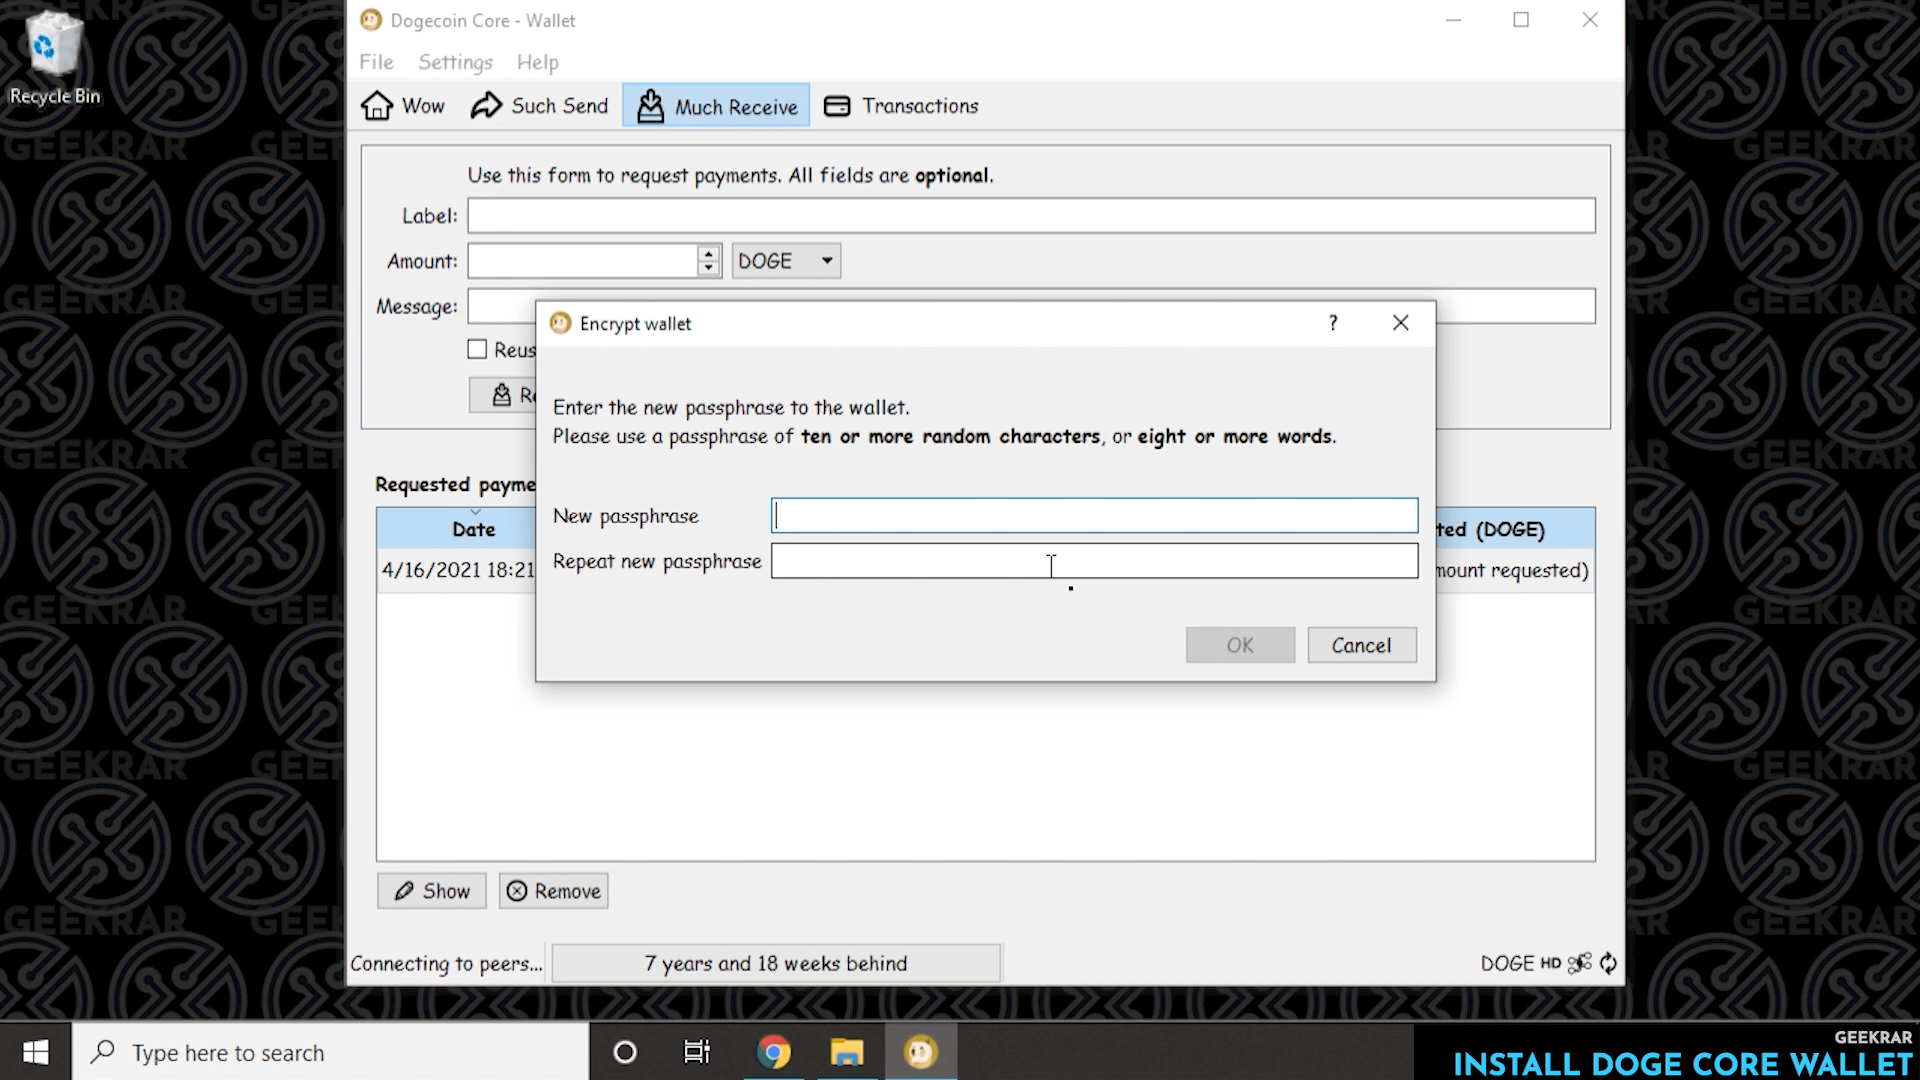 Recycle Bin
Dogecoin Core - Wallet
File Settings Help
Wow Such Send Much Receive Transactions
Use this form to request payments. All fields are optional.
Label:
Amount: DOGE
Message:
Reus
Re
Encrypt wallet ?
Enter the new passphrase to the wallet.
Please use a passphrase of ten or more random characters, or eight or more words.
New passphrase
Repeat new passphrase
OK Cancel
Requested payme
Date ted (DOGE)
4/16/2021 18:21 mount requested)
Show Remove
Connecting to peers... 7 years and 18 weeks behind DOGE HD
Type here to search
GEEKRAR
INSTALL DOGE CORE WALLET